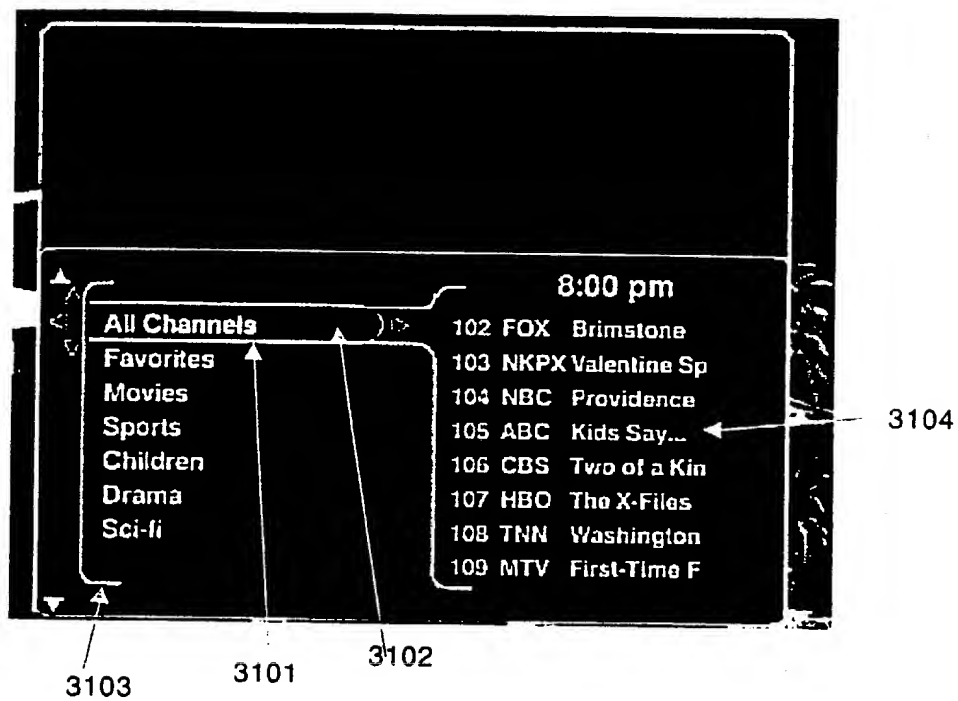 8:00 pm
All Channels
Favorites
Movies
Sports
Children
Drama
Sci-fi
102 FOX Brimstone
103 NKPX Valentine Sp
104 NBC Providence
105 ABC Kids Say...
106 CBS Two of a Kin
107 HBO The X-Files
108 TNN Washington
109 MTV First-Time F
3104
3103
3101
3102